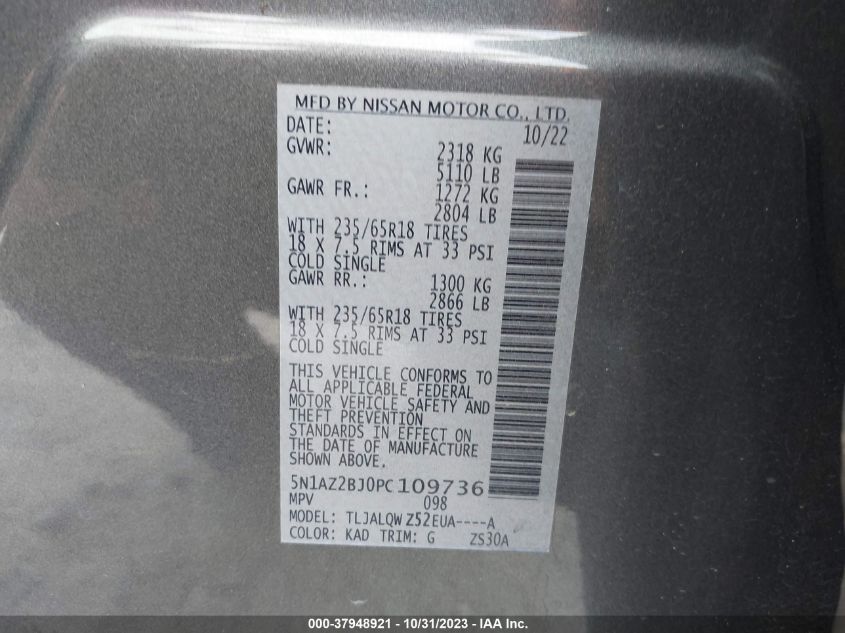 MFD BY NISSAN MOTOR CO., LTD.
DATE: 10/22
GVWR: 2318 KG
5110 LB
GAWR FR.: 1272 KG
2804 LB
WITH 235/65R18 TIRES
18 X 7.5 RIMS AT 33 PSI
COLD SINGLE
GAWR RR.: 1300 KG
2866 LB
WITH 235/65R18 TIRES
18 X 7.5 RIMS AT 33 PSI
COLD SINGLE
THIS VEHICLE CONFORMS TO
ALL APPLICABLE FEDERAL
MOTOR VEHICLE SAFETY AND
THEFT PREVENTION
STANDARDS IN EFFECT ON
THE DATE OF MANUFACTURE
SHOWN ABOVE.
5N1AZ2BJ0PC109736
MPV 098
MODEL: TLJALQW Z52EUA----A
COLOR: KAD TRIM: G ZS30A
000-37948921 - 10/31/2023 - IAA Inc.